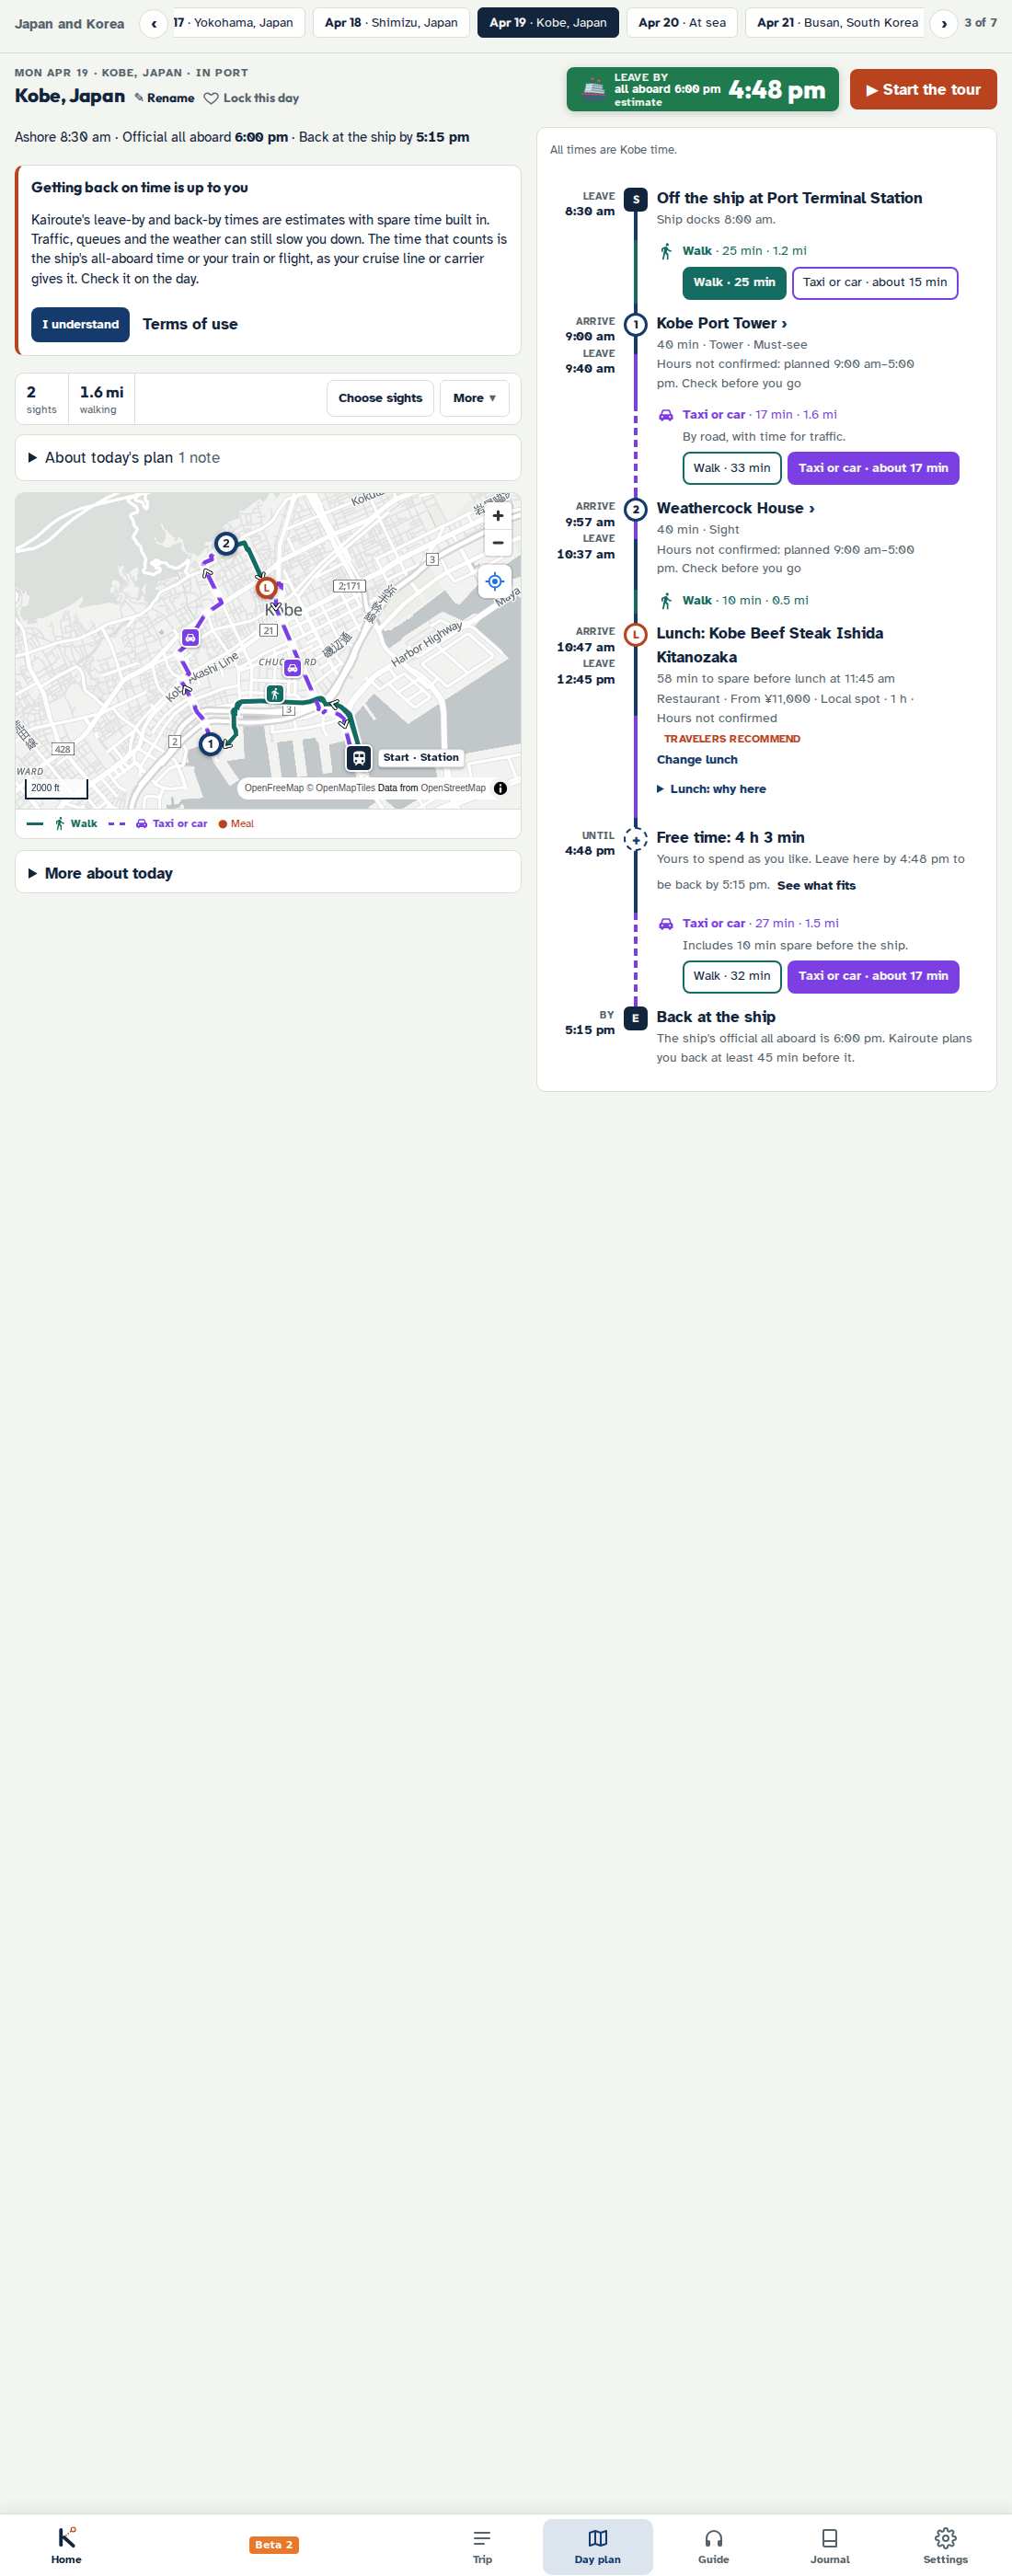 Japan and Korea
‹
17 · Yokohama, Japan
Apr 18 · Shimizu, Japan
Apr 19 · Kobe, Japan
Apr 20 · At sea
Apr 21 · Busan, South Korea
›
3 of 7
MON APR 19 · KOBE, JAPAN · IN PORT
Kobe, Japan
✎ Rename
Lock this day
LEAVE BY
all aboard 6:00 pm
estimate
4:48 pm
▶ Start the tour
Ashore 8:30 am · Official all aboard 6:00 pm · Back at the ship by 5:15 pm
Getting back on time is up to you
Kairoute's leave-by and back-by times are estimates with spare time built in.
Traffic, queues and the weather can still slow you down. The time that counts is
the ship's all-aboard time or your train or flight, as your cruise line or carrier
gives it. Check it on the day.
I understand
Terms of use
2
sights
1.6 mi
walking
Choose sights
More ▼
▶ About today's plan 1 note
Kokuta
2
3
2;171
L
Kobe
21
Maya
磯辺通
Harbor Highway
CHUO WARD
Kobe Akashi Line
3
1
2
428
WARD
Start · Station
2000 ft
OpenFreeMap © OpenMapTiles Data from OpenStreetMap
+
−
Walk
Taxi or car
Meal
▶ More about today
All times are Kobe time.
LEAVE
8:30 am
S
Off the ship at Port Terminal Station
Ship docks 8:00 am.
Walk · 25 min · 1.2 mi
Walk · 25 min
Taxi or car · about 15 min
ARRIVE
9:00 am
LEAVE
9:40 am
1
Kobe Port Tower ›
40 min · Tower · Must-see
Hours not confirmed: planned 9:00 am–5:00
pm. Check before you go
Taxi or car · 17 min · 1.6 mi
By road, with time for traffic.
Walk · 33 min
Taxi or car · about 17 min
ARRIVE
9:57 am
LEAVE
10:37 am
2
Weathercock House ›
40 min · Sight
Hours not confirmed: planned 9:00 am–5:00
pm. Check before you go
Walk · 10 min · 0.5 mi
ARRIVE
10:47 am
LEAVE
12:45 pm
L
Lunch: Kobe Beef Steak Ishida
Kitanozaka
58 min to spare before lunch at 11:45 am
Restaurant · From ¥11,000 · Local spot · 1 h ·
Hours not confirmed
TRAVELERS RECOMMEND
Change lunch
▶ Lunch: why here
UNTIL
4:48 pm
+
Free time: 4 h 3 min
Yours to spend as you like. Leave here by 4:48 pm to
be back by 5:15 pm. See what fits
Taxi or car · 27 min · 1.5 mi
Includes 10 min spare before the ship.
Walk · 32 min
Taxi or car · about 17 min
BY
5:15 pm
E
Back at the ship
The ship's official all aboard is 6:00 pm. Kairoute plans
you back at least 45 min before it.
Home
Beta 2
Trip
Day plan
Guide
Journal
Settings